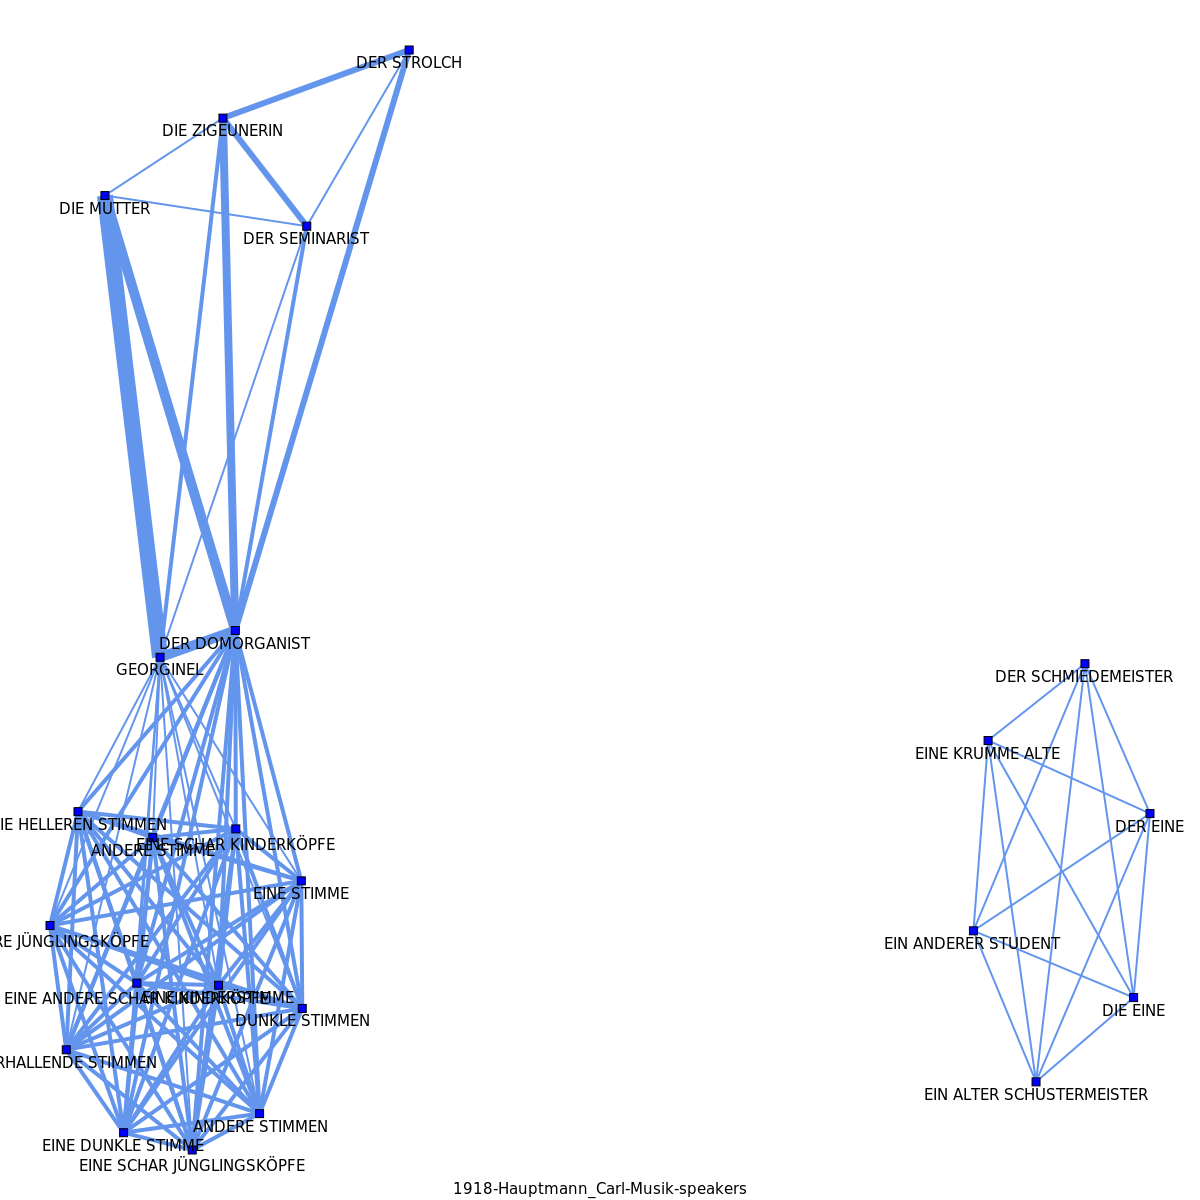 DER STROLCH
DIE ZIGEUNERIN
DIE MUTTER
DER SEMINARIST
DER DOMORGANIST
GEORGINEL
DER SCHMIEDEMEISTER
EINE KRUMME ALTE
DER EINE
IE HELLEREN STIMMEN
ANDERE STIMME
EINE SCHAR KINDERKÖPFE
EINE STIMME
RE JÜNGLINGSKÖPFE
EIN ANDERER STUDENT
EINE ANDERE SCHAR KINDERKÖPFE
EINE KINDERSTIMME
DUNKLE STIMMEN
DIE EINE
RHALLENDE STIMMEN
EIN ALTER SCHUSTERMEISTER
ANDERE STIMMEN
EINE DUNKLE STIMME
EINE SCHAR JÜNGLINGSKÖPFE
1918-Hauptmann_Carl-Musik-speakers